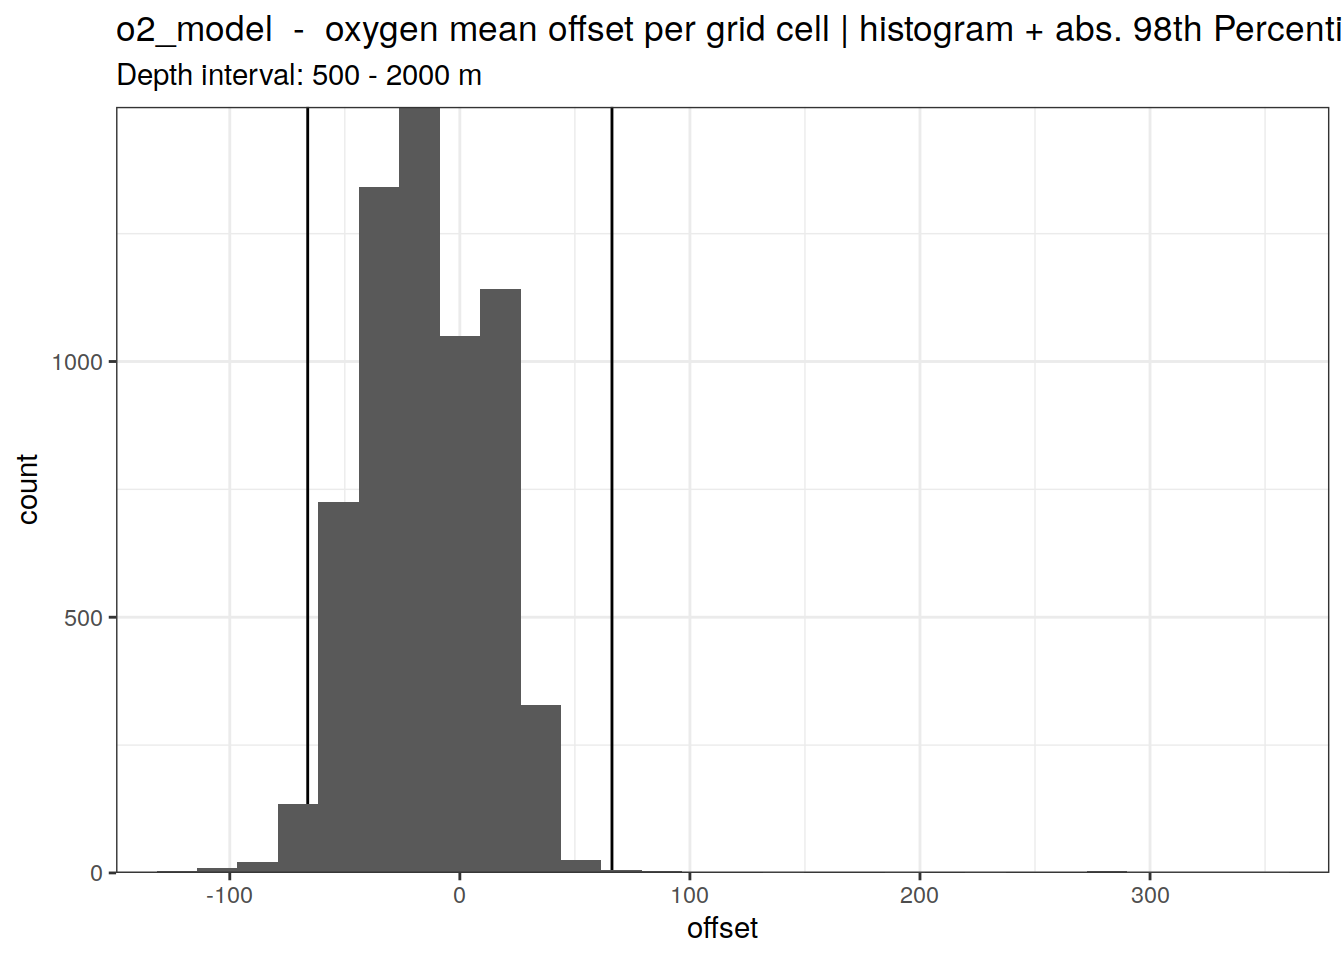 o2_model - oxygen mean offset per grid cell | histogram + abs. 98th Percenti
Depth interval: 500 - 2000 m
count
1000
500
0
-100 0 100 200 300
offset